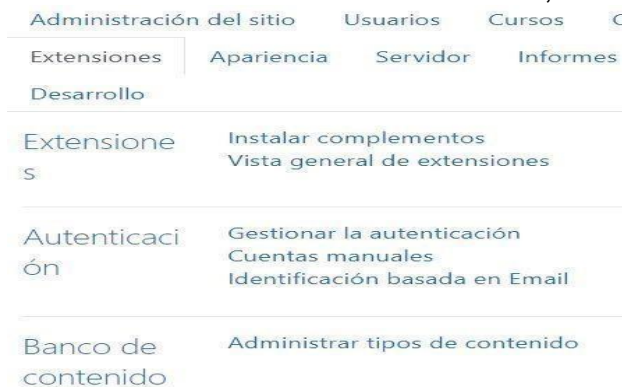 Administración del sitio Usuarios Cursos
Extensiones Apariencia Servidor Informes
Desarrollo
Extensione
s
Instalar complementos
Vista general de extensiones
Autenticaci
ón
Gestionar la autenticación
Cuentas manuales
Identificación basada en Email
Banco de
contenido
Administrar tipos de contenido